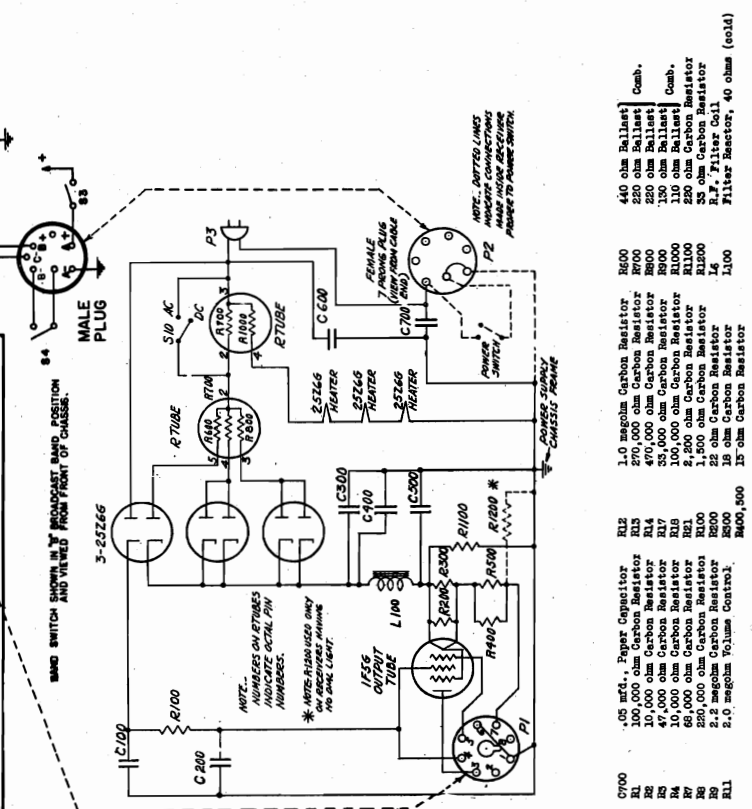 BAND SWITCH SHOWN IN "B" BROADCAST BAND POSITION
AND VIEWED FROM FRONT OF CHASSIS.
S4
MALE
PLUG
B-
C-
B+
A-
A+
S3
+
3-25Z6G
R TUBE
R600
R800
R700
5
4
3
2
S10
AC
DC
R700
R1000
2
3
4
R TUBE
P3
25Z6G
HEATER
25Z6G
HEATER
25Z6G
HEATER
C600
C700
FEMALE
7 PRONG PLUG
(VIEW FROM CABLE
END)
P2
POWER
SWITCH
NOTE... DOTTED LINES
INDICATE CONNECTIONS
MADE INSIDE RECEIVER
PROPER TO POWER SWITCH.
POWER SUPPLY
CHASSIS FRAME
C300
C400
C500
L100
R1100
R1200 *
R200
R300
R400
R500
1F5G
OUTPUT
TUBE
P1
C100
R100
C200
NOTE...
NUMBERS ON R TUBES
INDICATE OCTAL PIN
NUMBERS.
* NOTE: R1200 USED ONLY
ON RECEIVERS HAVING
NO DIAL LIGHT.
C700 .05 mfd., Paper Capacitor
R1 100,000 ohm Carbon Resistor
R2 10,000 ohm Carbon Resistor
R3 47,000 ohm Carbon Resistor
R4 10,000 ohm Carbon Resistor
R7 68,000 ohm Carbon Resistor
R8 220,000 ohm Carbon Resistor
R9 2.2 megohm Carbon Resistor
R11 2.0 megohm Volume Control
R12 1.0 megohm Carbon Resistor
R13 270,000 ohm Carbon Resistor
R14 470,000 ohm Carbon Resistor
R17 33,000 ohm Carbon Resistor
R18 100,000 ohm Carbon Resistor
R21 2,200 ohm Carbon Resistor
R100 1,500 ohm Carbon Resistor
R200 22 ohm Carbon Resistor
R300 18 ohm Carbon Resistor
R400,500 15 ohm Carbon Resistor
R600 440 ohm Ballast
R700 220 ohm Ballast Comb.
R800 220 ohm Ballast
R900 130 ohm Ballast Comb.
R1000 110 ohm Ballast
R1100 220 ohm Carbon Resistor
R1200 33 ohm Carbon Resistor
L6 R.F. Filter Coil
L100 Filter Reactor, 40 ohms (cold)